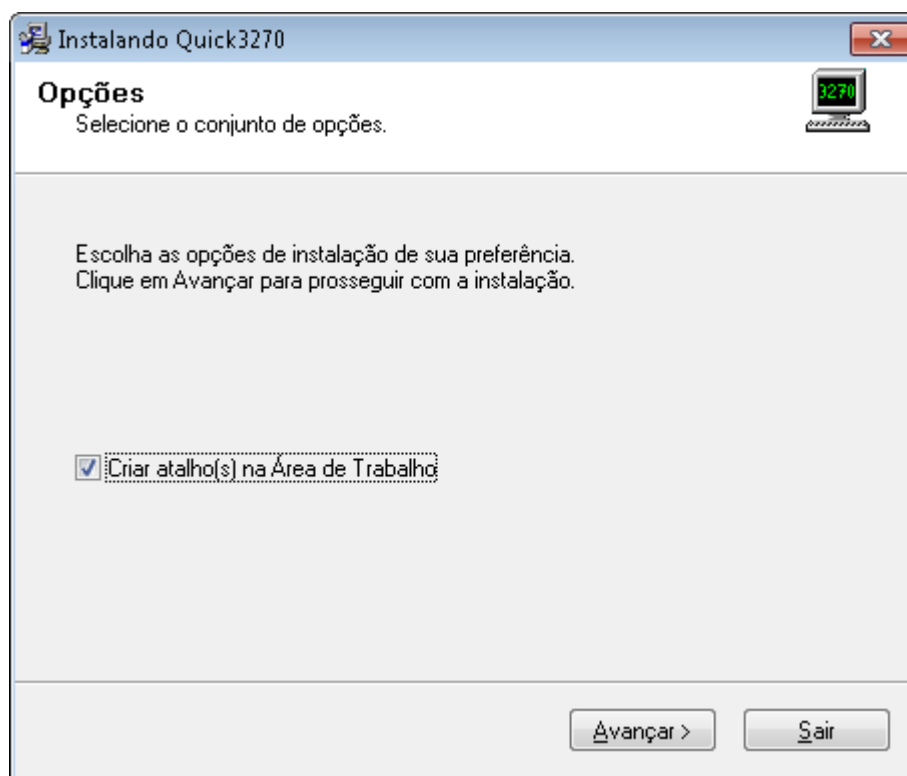 Instalando Quick3270
Opções
Selecione o conjunto de opções.
3270
Escolha as opções de instalação de sua preferência.
Clique em Avançar para prosseguir com a instalação.
Criar atalho(s) na Área de Trabalho
Avançar >
Sair